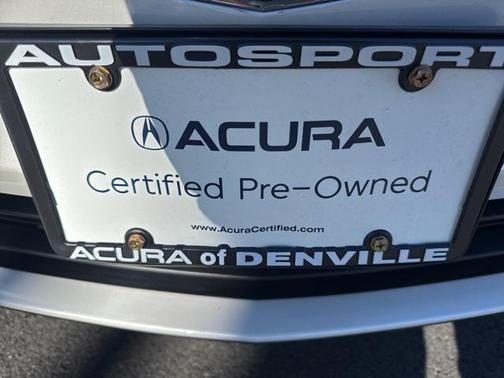 AUTOSPORT
ACURA
Certified Pre-Owned
www.AcuraCertified.com
ACURA of DENVILLE